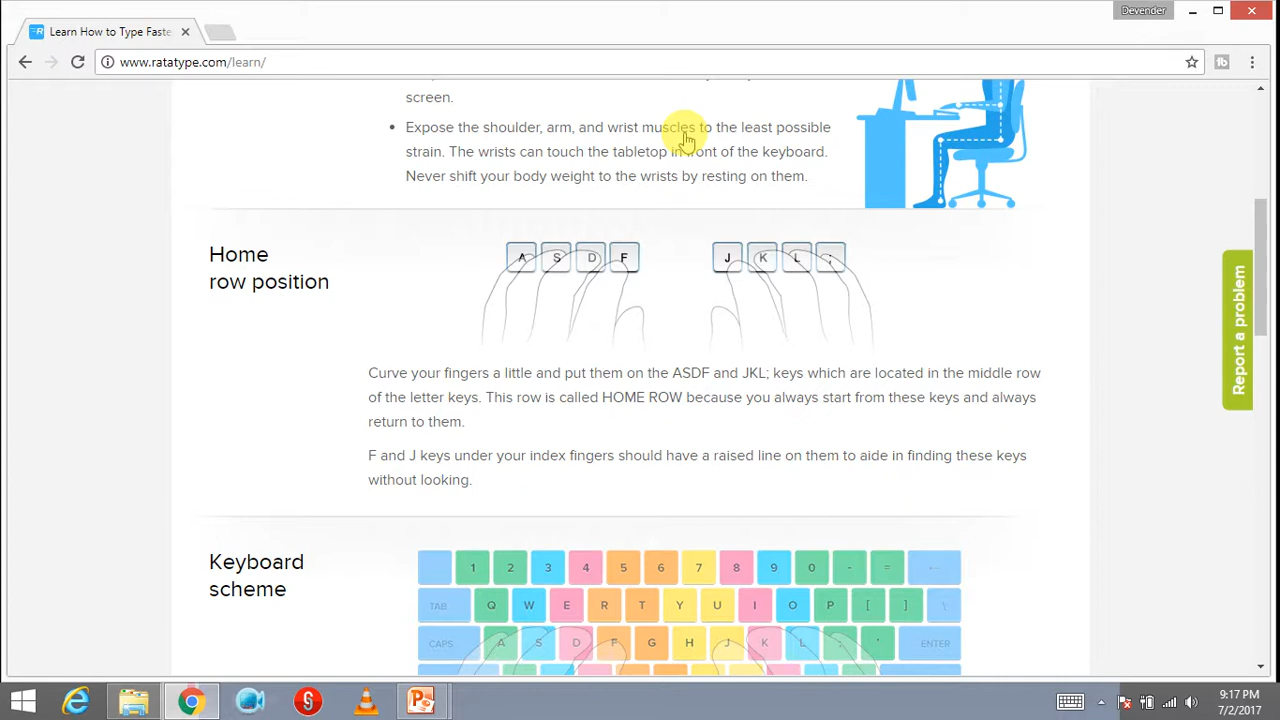 Devender
Learn How to Type Faste
www.ratatype.com/learn/
screen.
Expose the shoulder, arm, and wrist muscles to the least possible
strain. The wrists can touch the tabletop in front of the keyboard.
Never shift your body weight to the wrists by resting on them.
Home
row position
A S D F J K L ;
Curve your fingers a little and put them on the ASDF and JKL; keys which are located in the middle row
of the letter keys. This row is called HOME ROW because you always start from these keys and always
return to them.
F and J keys under your index fingers should have a raised line on them to aide in finding these keys
without looking.
Report a problem
Keyboard
scheme
1 2 3 4 5 6 7 8 9 0 - = ←
TAB Q W E R T Y U I O P [ ] \
CAPS A S D F G H J K L ; ' ENTER
9:17 PM
7/2/2017